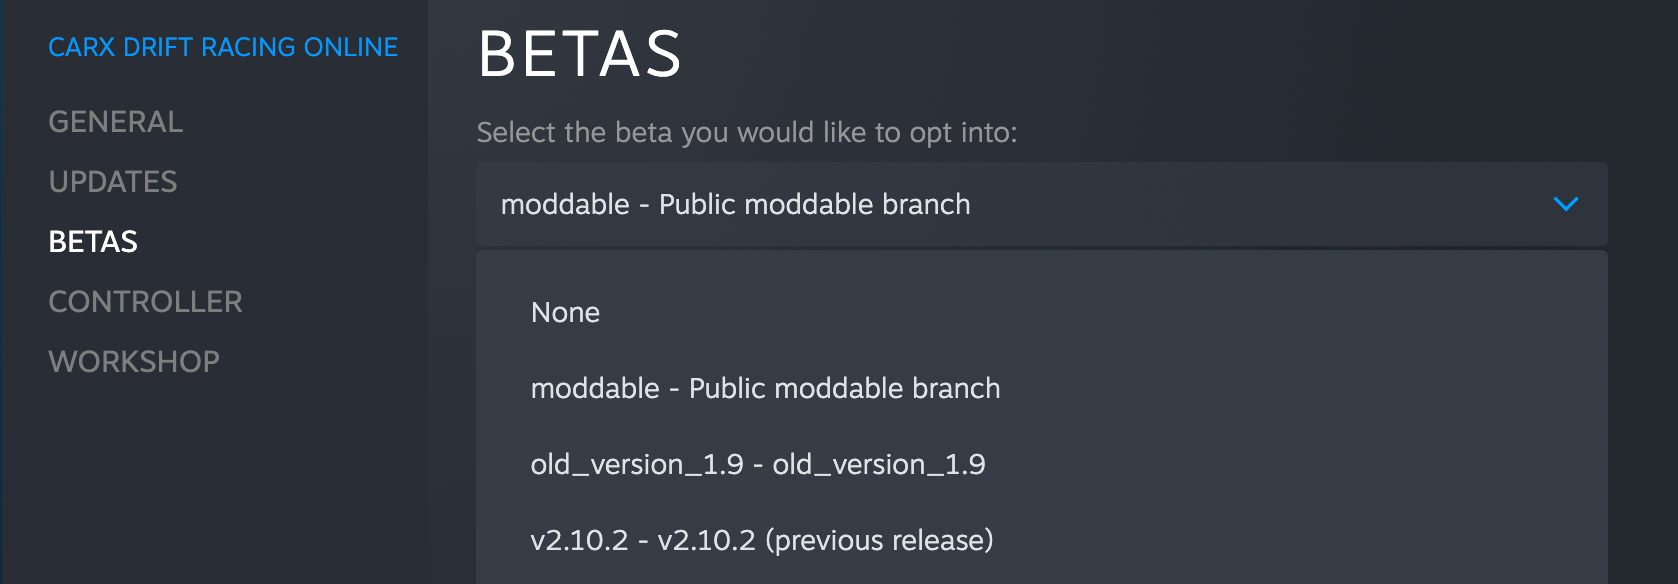 CARX DRIFT RACING ONLINE
GENERAL
UPDATES
BETAS
CONTROLLER
WORKSHOP
BETAS
Select the beta you would like to opt into:
moddable - Public moddable branch
None
moddable - Public moddable branch
old_version_1.9 - old_version_1.9
v2.10.2 - v2.10.2 (previous release)